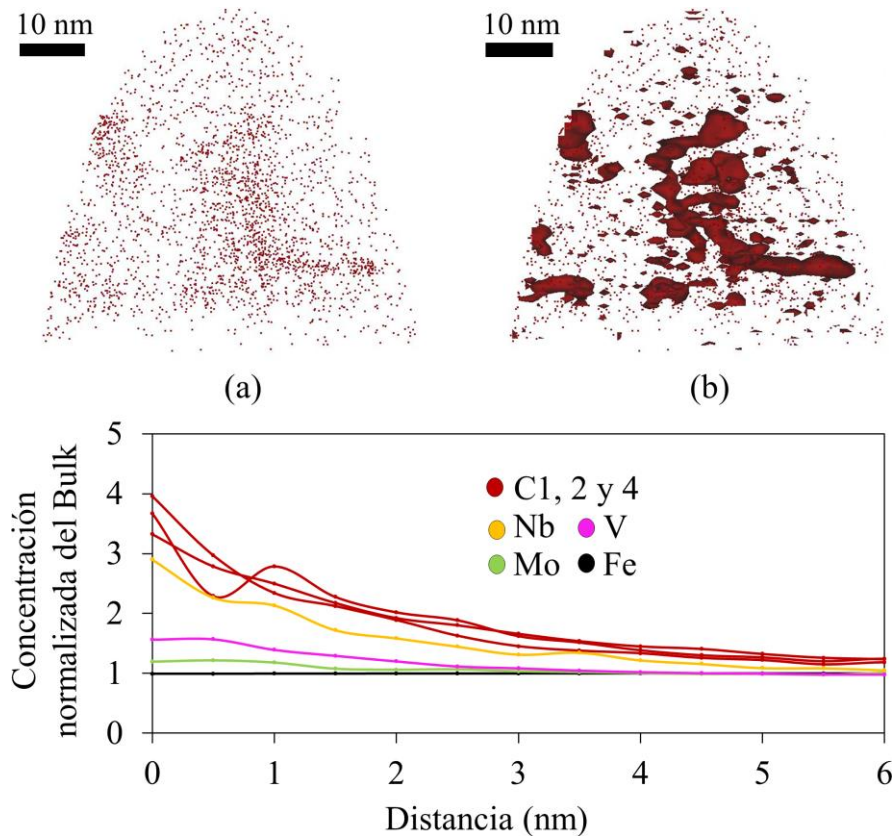 10 nm
10 nm
(a)
(b)
Concentración
normalizada del Bulk
5
4
3
2
1
0
C1, 2 y 4
Nb
V
Mo
Fe
0 1 2 3 4 5 6
Distancia (nm)